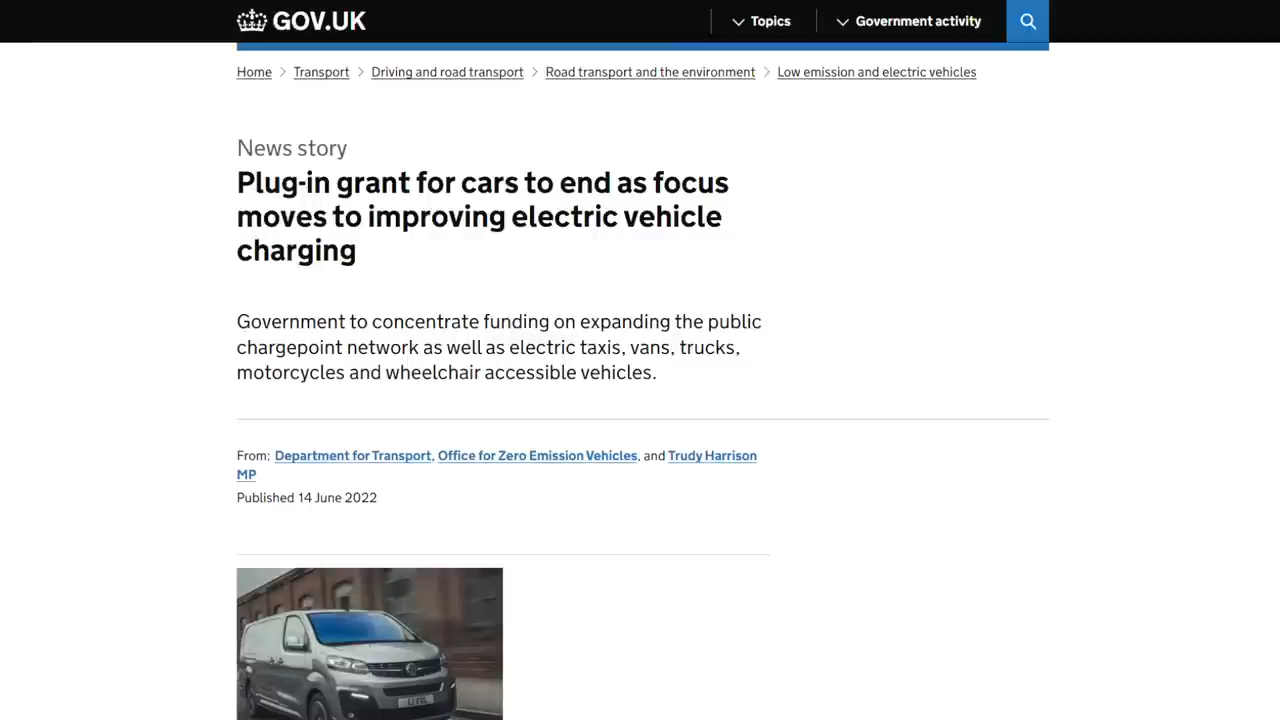 GOV.UK
Topics
Government activity
Home
Transport
Driving and road transport
Road transport and the environment
Low emission and electric vehicles
News story
Plug-in grant for cars to end as focus
moves to improving electric vehicle
charging
Government to concentrate funding on expanding the public
chargepoint network as well as electric taxis, vans, trucks,
motorcycles and wheelchair accessible vehicles.
From: Department for Transport, Office for Zero Emission Vehicles, and Trudy Harrison
MP
Published 14 June 2022